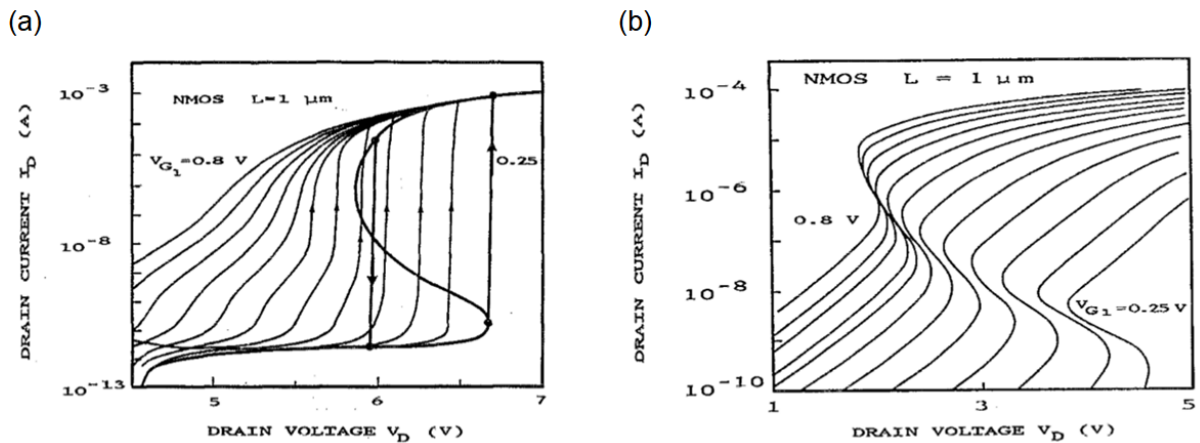 (a)
DRAIN CURRENT I_D (A)
10^-3
10^-8
10^-13
NMOS L=1 μm
V_G1=0.8 V
0.25
5
6
7
DRAIN VOLTAGE V_D (V)
(b)
DRAIN CURRENT I_D (A)
10^-4
10^-6
10^-8
10^-10
NMOS L = 1 μm
0.8 V
V_G1=0.25 V
1
3
5
DRAIN VOLTAGE V_D (V)